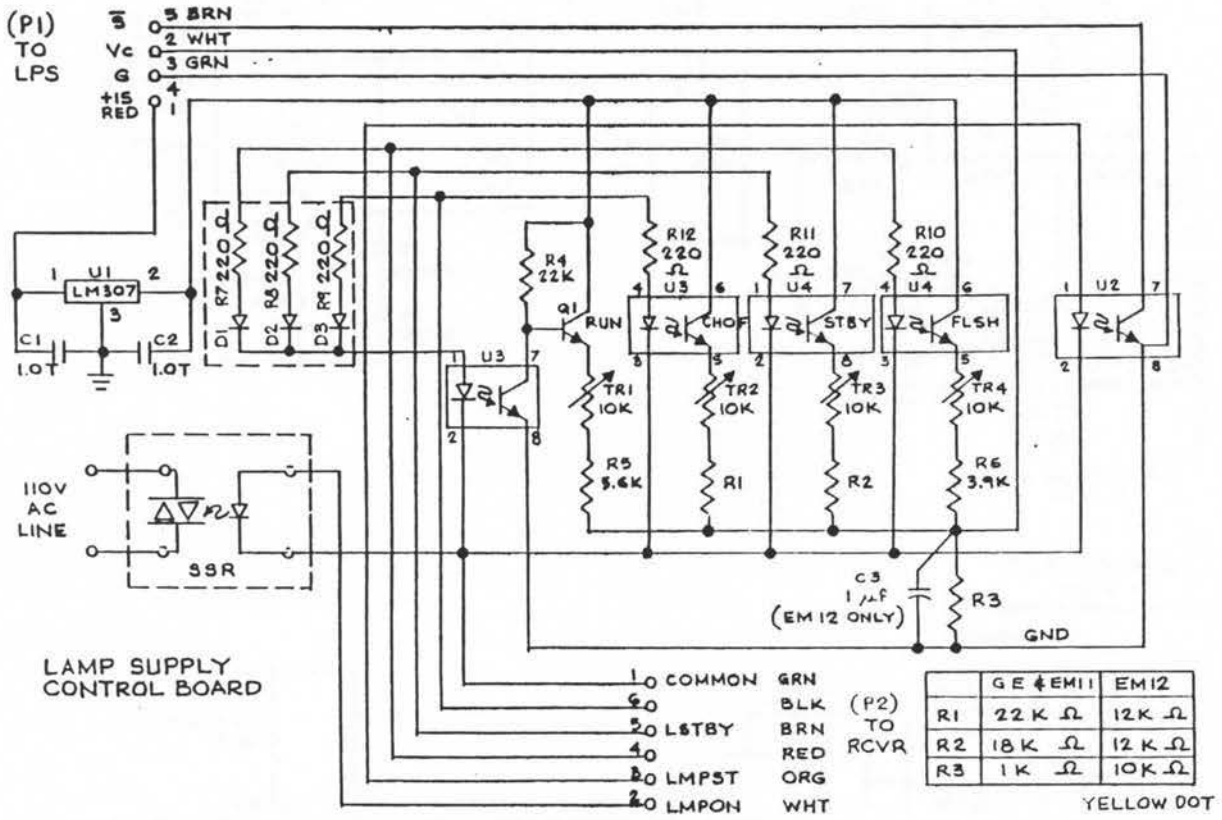 (P1)
TO
LPS
S 5 BRN
Vc 2 WHT
G 3 GRN
+15 4
RED 1
1 U1 2
LM307
3
C1
1.0T
C2
1.0T
R7 220 Ω
R8 220 Ω
R9 220 Ω
D1
D2
D3
R4
22K
Q1
RUN
1 U3 7
2 8
TR1
10K
R5
5.6K
R12
220
Ω
4 U3 6
CHOF
3 5
TR2
10K
R1
R11
220
Ω
1 U4 7
STBY
2 8
TR3
10K
R2
R10
220
Ω
4 U4 6
FLSH
3 5
TR4
10K
R6
3.9K
1 U2 7
2 8
110V
AC
LINE
SSR
C3
1 μF
(EM12 ONLY)
R3
GND
LAMP SUPPLY
CONTROL BOARD
1 COMMON GRN
6 BLK
5 LSTBY BRN
4 RED
3 LMPST ORG
2 LMPON WHT
(P2)
TO
RCVR
GE & EM11 EM12
R1 22K Ω 12K Ω
R2 18K Ω 12K Ω
R3 1K Ω 10K Ω
YELLOW DOT